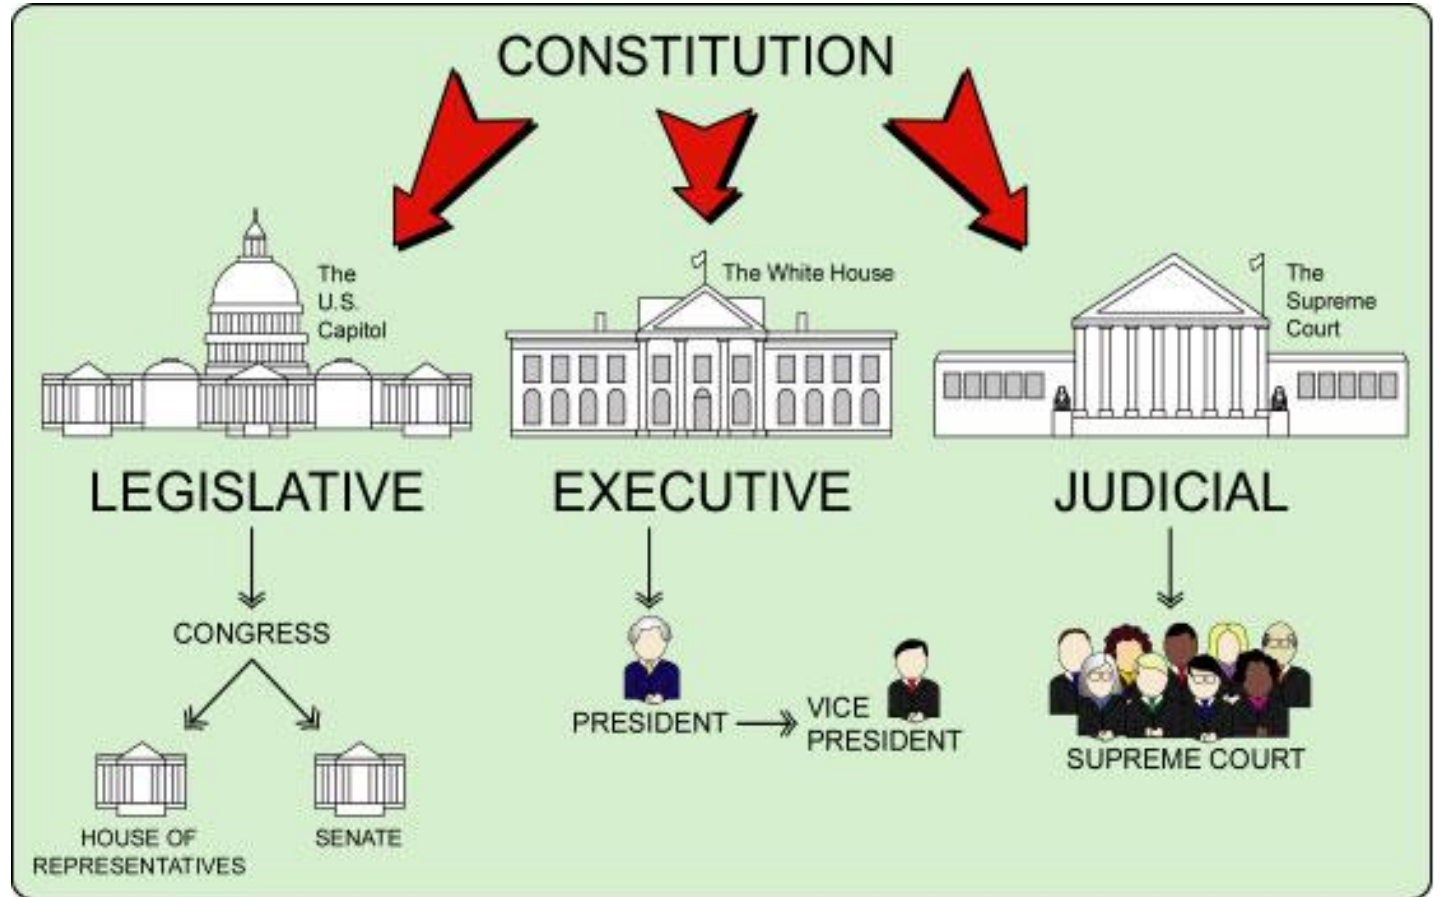 CONSTITUTION
The
U.S.
Capitol
The White House
The
Supreme
Court
LEGISLATIVE
EXECUTIVE
JUDICIAL
CONGRESS
HOUSE OF
REPRESENTATIVES
SENATE
PRESIDENT
VICE
PRESIDENT
SUPREME COURT